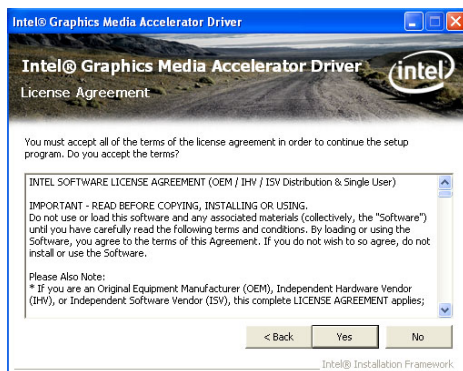 Intel® Graphics Media Accelerator Driver
Intel® Graphics Media Accelerator Driver
intel
License Agreement
You must accept all of the terms of the license agreement in order to continue the setup
program. Do you accept the terms?
INTEL SOFTWARE LICENSE AGREEMENT (OEM / IHV / ISV Distribution & Single User)
IMPORTANT - READ BEFORE COPYING, INSTALLING OR USING.
Do not use or load this software and any associated materials (collectively, the "Software")
until you have carefully read the following terms and conditions. By loading or using the
Software, you agree to the terms of this Agreement. If you do not wish to so agree, do not
install or use the Software.
Please Also Note:
* If you are an Original Equipment Manufacturer (OEM), Independent Hardware Vendor
(IHV), or Independent Software Vendor (ISV), this complete LICENSE AGREEMENT applies;
< Back Yes No
Intel® Installation Framework